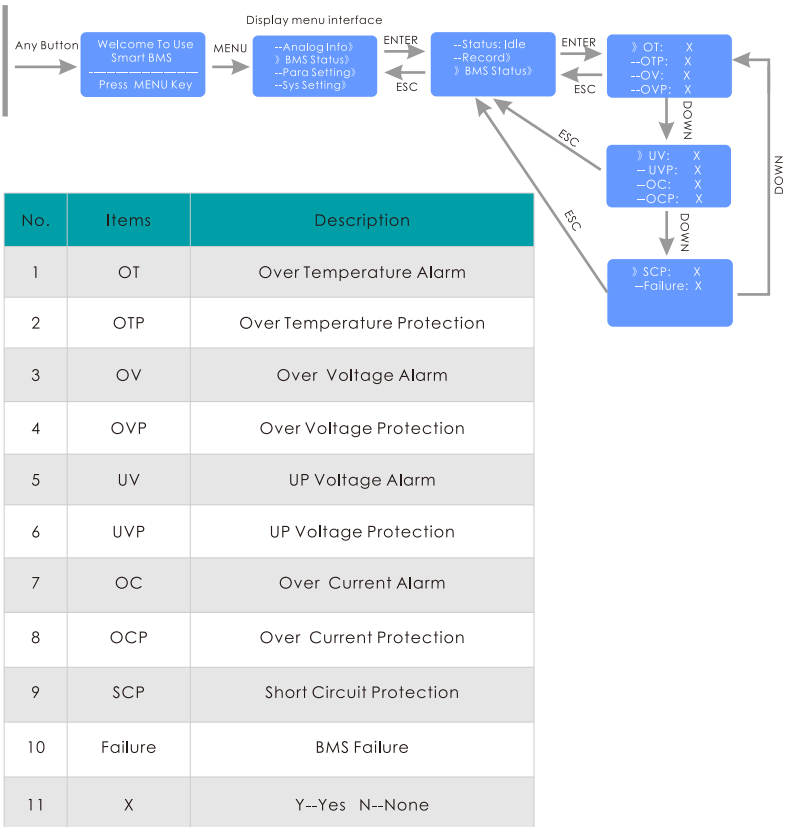 Display menu interface
Any Button
Welcome To Use
Smart BMS
Press MENU Key
MENU
--Analog Info》
》BMS Status》
--Para Setting》
--Sys Setting》
ENTER
ESC
--Status: Idle
--Record》
》BMS Status》
ENTER
ESC
》OT: X
--OTP: X
--OV: X
--OVP: X
DOWN
ESC
》UV: X
—UVP: X
—OC: X
—OCP: X
DOWN
ESC
DOWN
》SCP: X
—Failure: X
No. Items Description
1 OT Over Temperature Alarm
2 OTP Over Temperature Protection
3 OV Over Voltage Alarm
4 OVP Over Voltage Protection
5 UV UP Voltage Alarm
6 UVP UP Voltage Protection
7 OC Over Current Alarm
8 OCP Over Current Protection
9 SCP Short Circuit Protection
10 Failure BMS Failure
11 X Y--Yes N--None